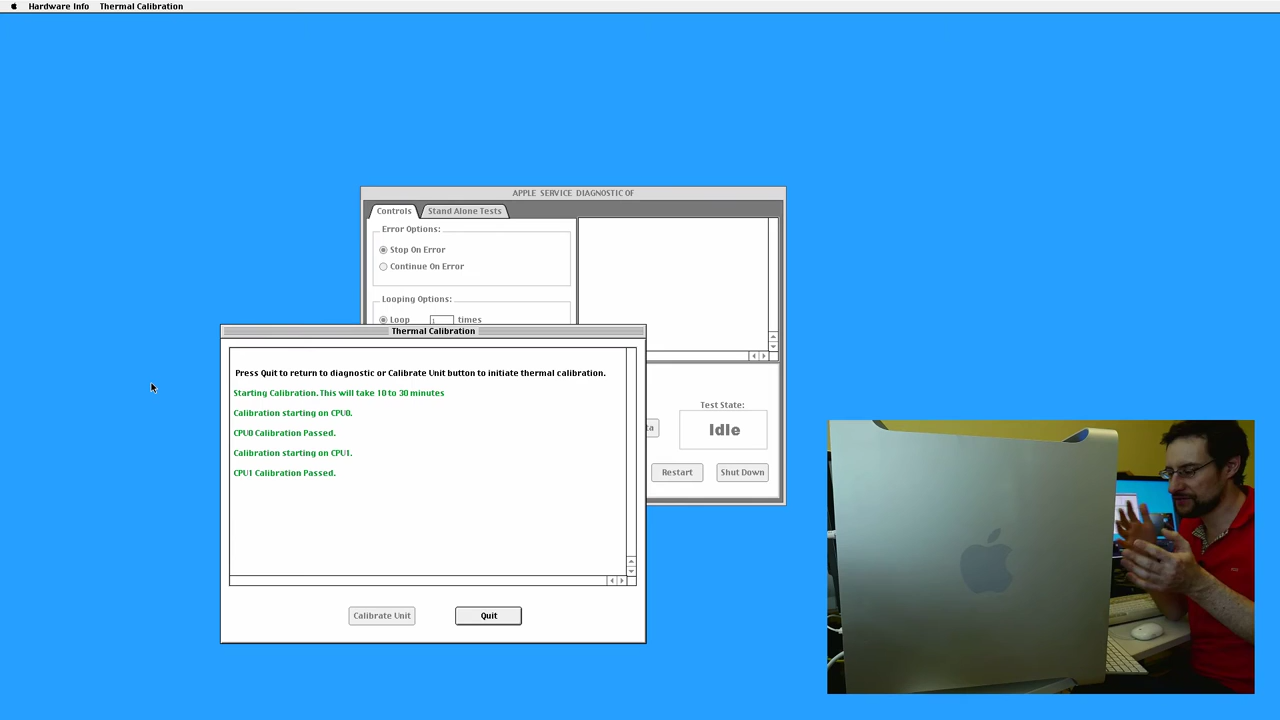 Hardware Info Thermal Calibration
APPLE SERVICE DIAGNOSTIC OF
Controls Stand Alone Tests
Error Options:
Stop On Error
Continue On Error
Looping Options:
Loop 1 times
Thermal Calibration
Press Quit to return to diagnostic or Calibrate Unit button to initiate thermal calibration.
Starting Calibration. This will take 10 to 30 minutes
Calibration starting on CPU0.
CPU0 Calibration Passed.
Calibration starting on CPU1.
CPU1 Calibration Passed.
Calibrate Unit Quit
ta
Test State:
Idle
Restart Shut Down